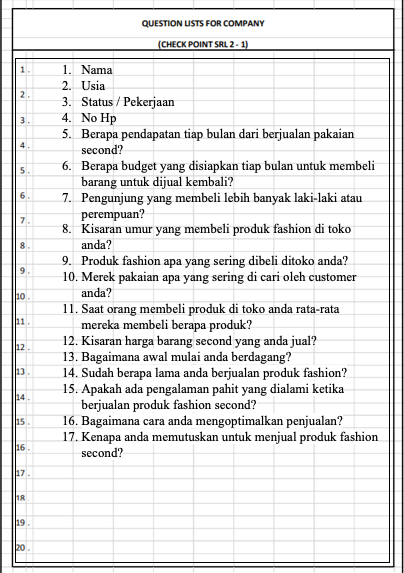 QUESTION LISTS FOR COMPANY
(CHECK POINT SRL 2 - 1)
1. Nama
2. Usia
3. Status / Pekerjaan
4. No Hp
5. Berapa pendapatan tiap bulan dari berjualan pakaian
second?
6. Berapa budget yang disiapkan tiap bulan untuk membeli
barang untuk dijual kembali?
7. Pengunjung yang membeli lebih banyak laki-laki atau
perempuan?
8. Kisaran umur yang membeli produk fashion di toko
anda?
9. Produk fashion apa yang sering dibeli ditoko anda?
10. Merek pakaian apa yang sering di cari oleh customer
anda?
11. Saat orang membeli produk di toko anda rata-rata
mereka membeli berapa produk?
12. Kisaran harga barang second yang anda jual?
13. Bagaimana awal mulai anda berdagang?
14. Sudah berapa lama anda berjualan produk fashion?
15. Apakah ada pengalaman pahit yang dialami ketika
berjualan produk fashion second?
16. Bagaimana cara anda mengoptimalkan penjualan?
17. Kenapa anda memutuskan untuk menjual produk fashion
second?
1 .
2 .
3 .
4 .
5 .
6 .
7 .
8 .
9 .
10 .
11 .
12 .
13 .
14 .
15 .
16 .
17 .
18 .
19 .
20 .